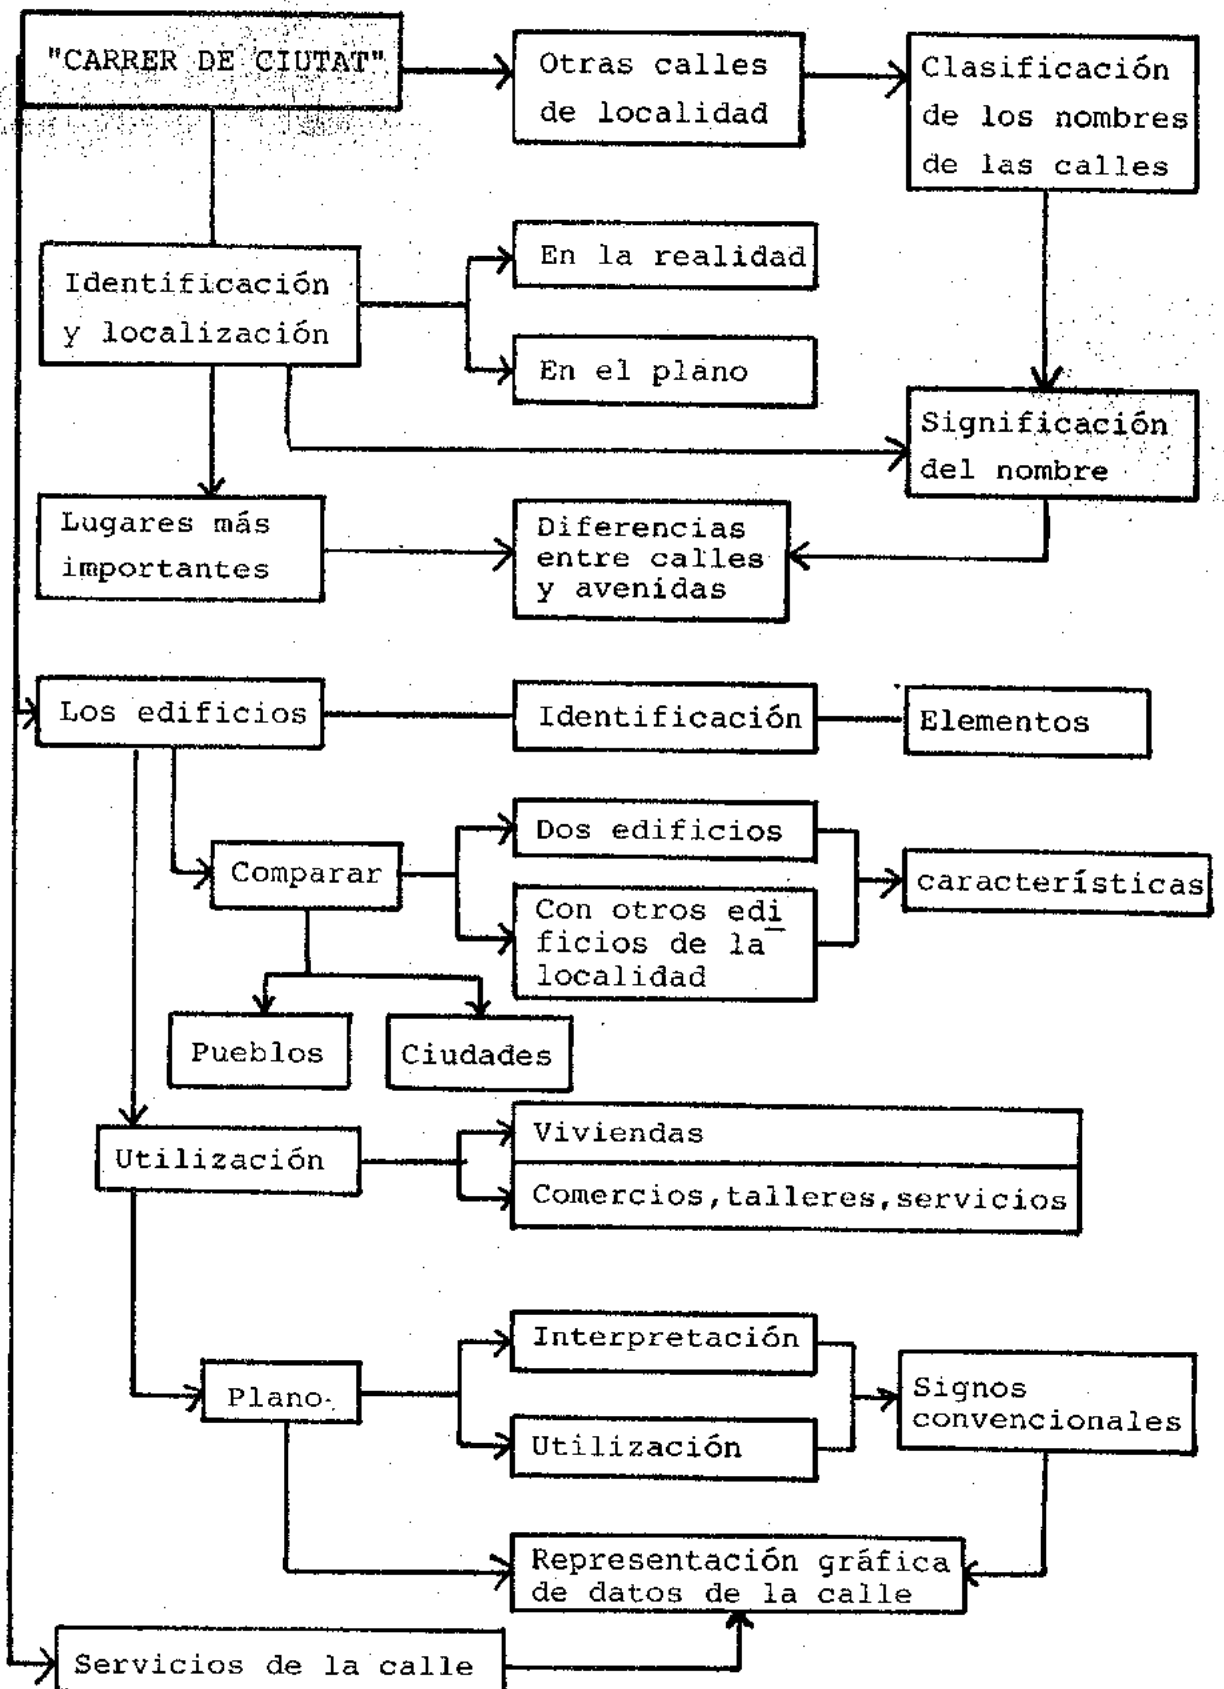 "CARRER DE CIUTAT"
Otras calles
de localidad
Clasificación
de los nombres
de las calles
Identificación
y localización
En la realidad
En el plano
Significación
del nombre
Lugares más
importantes
Diferencias
entre calles
y avenidas
Los edificios
Identificación
Elementos
Comparar
Dos edificios
Con otros edi
ficios de la
localidad
característicás
Pueblos
Ciudades
Utilización
Viviendas
Comercios,talleres,servicios
Plano
Interpretación
Utilización
Signos
convencionales
Representación gráfica
de datos de la calle
Servicios de la calle